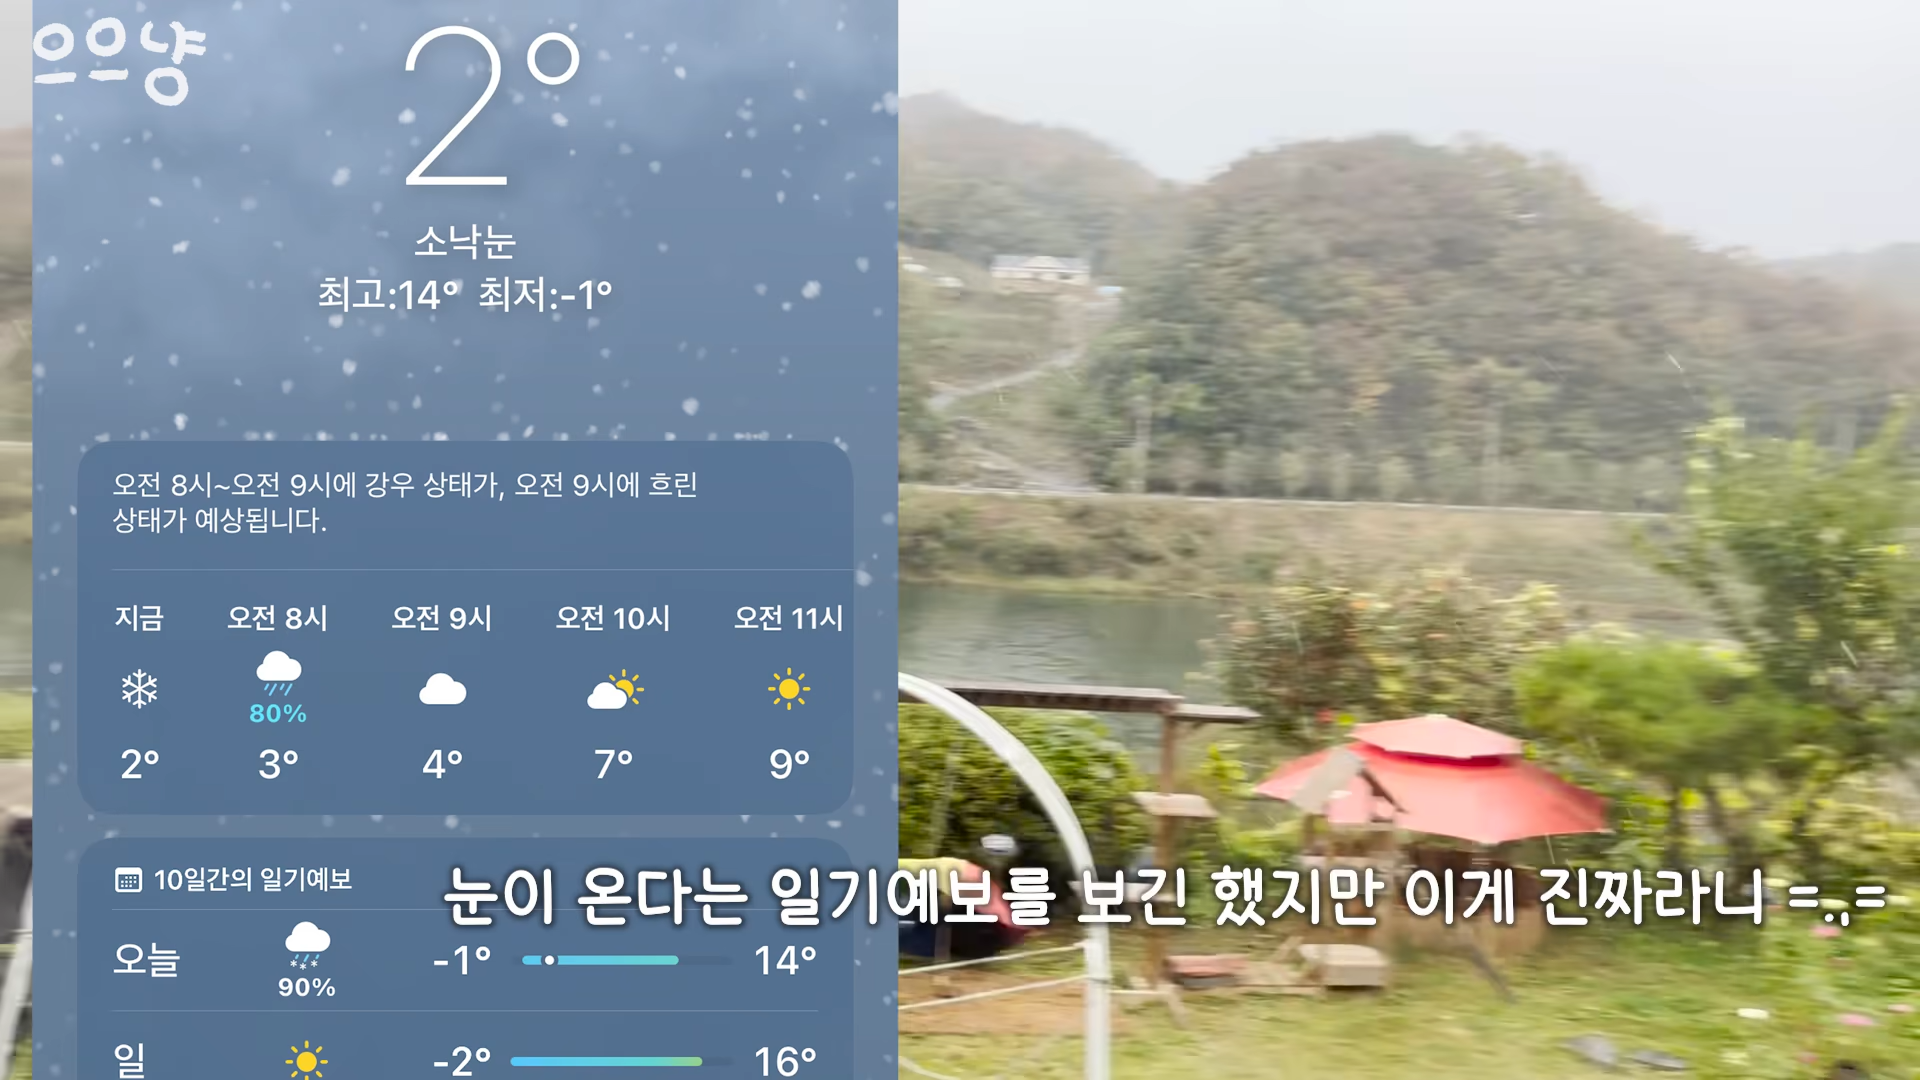 으으냥
2°
소낙눈
최고:14° 최저:-1°
오전 8시~오전 9시에 강우 상태가, 오전 9시에 흐린
상태가 예상됩니다.
지금 오전 8시 오전 9시 오전 10시 오전 11시
80%
2° 3° 4° 7° 9°
10일간의 일기예보
눈이 온다는 일기예보를 보긴 했지만 이게 진짜라니 =..=
오늘 90% -1° 14°
일 -2° 16°